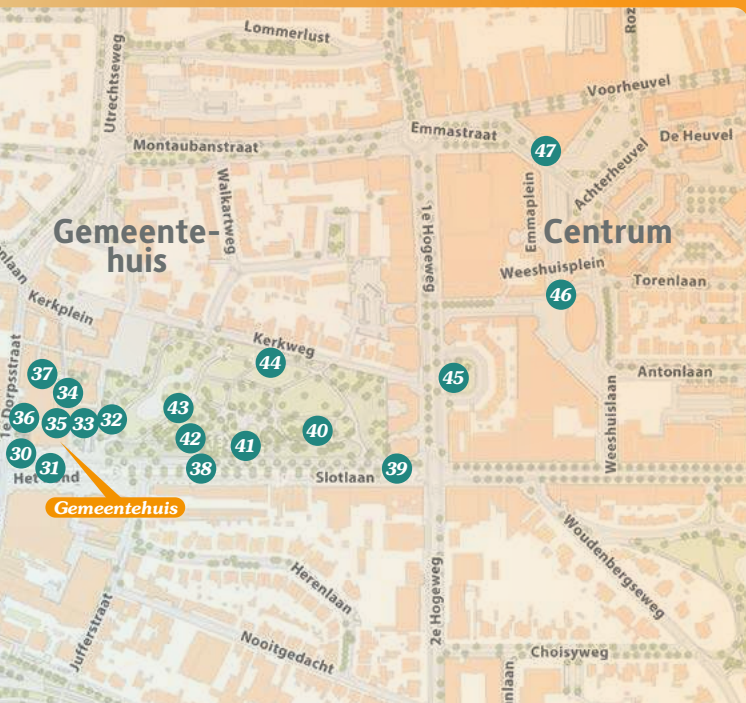 Lommerlust
Utrechtseweg
Voorheuvel
Montaubanstraat
Emmastraat
47
De Heuvel
Achterheuvel
Walkartweg
1e Hogeweg
Emmaplein
Gemeente-
huis
Centrum
Weeshuisplein
Torenlaan
46
Kerkplein
Kerkweg
44
1e Dorpsstraat
37
34
45
Antonlaan
36
35
33
32
43
42
41
40
Weeshuislaan
30
31
38
39
Slotlaan
Gemeentehuis
Woudenbergseweg
Herenlaan
2e Hogeweg
Jufferstraat
Nooitgedacht
Choisyweg